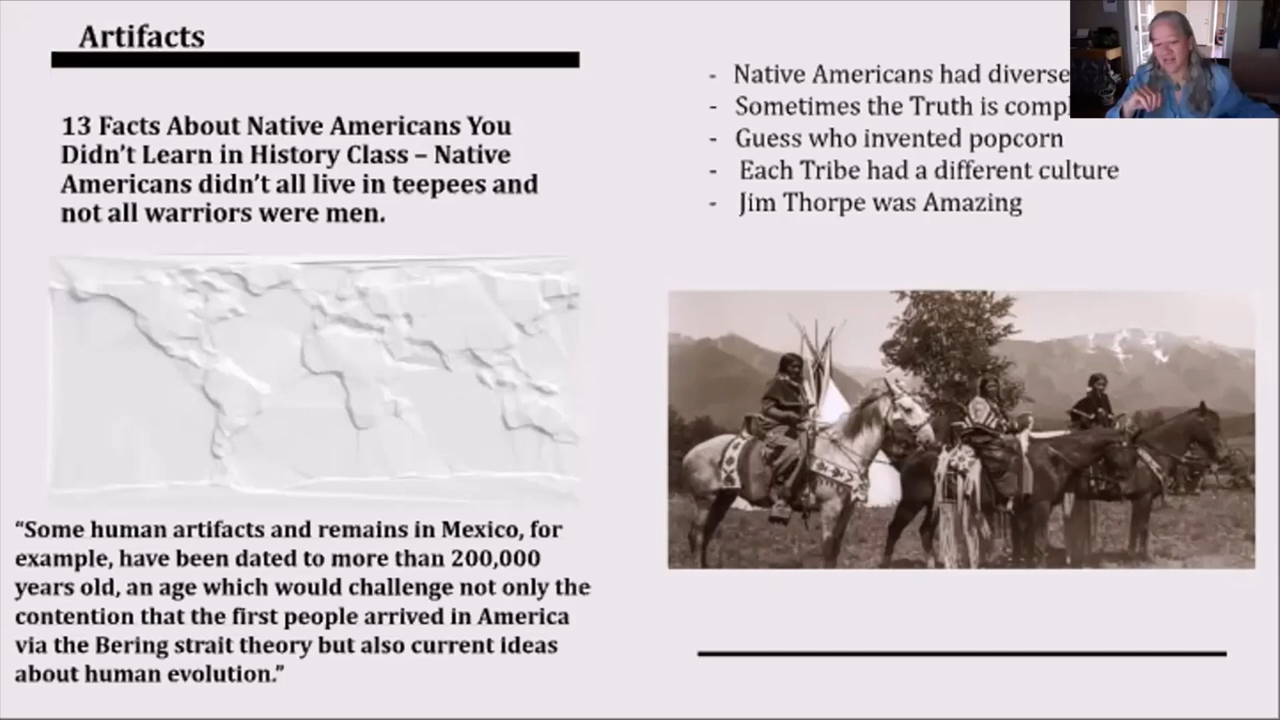 Artifacts
13 Facts About Native Americans You
Didn't Learn in History Class – Native
Americans didn't all live in teepees and
not all warriors were men.
“Some human artifacts and remains in Mexico, for
example, have been dated to more than 200,000
years old, an age which would challenge not only the
contention that the first people arrived in America
via the Bering strait theory but also current ideas
about human evolution.”
- Native Americans had diverse
- Sometimes the Truth is
- Guess who invented popcorn
- Each Tribe had a different culture
- Jim Thorpe was Amazing